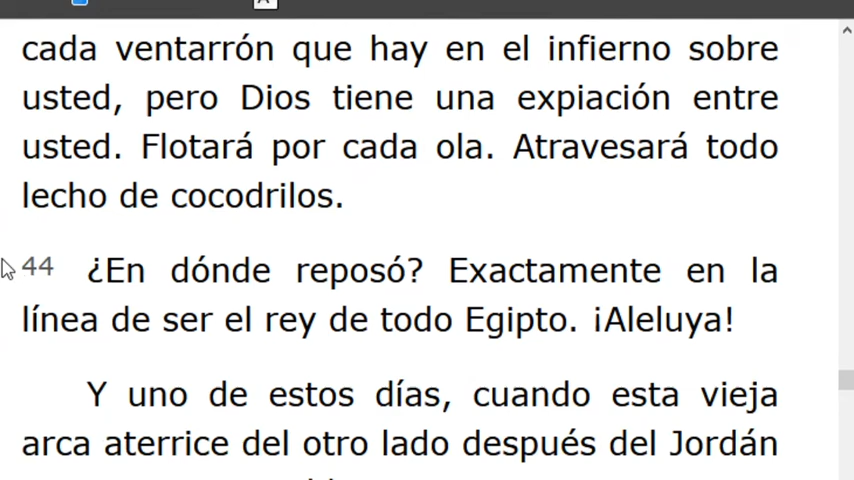 cada ventarrón que hay en el infierno sobre
usted, pero Dios tiene una expiación entre
usted. Flotará por cada ola. Atravesará todo
lecho de cocodrilos.
44 ¿En dónde reposó? Exactamente en la
línea de ser el rey de todo Egipto. ¡Aleluya!
Y uno de estos días, cuando esta vieja
arca aterrice del otro lado después del Jordán